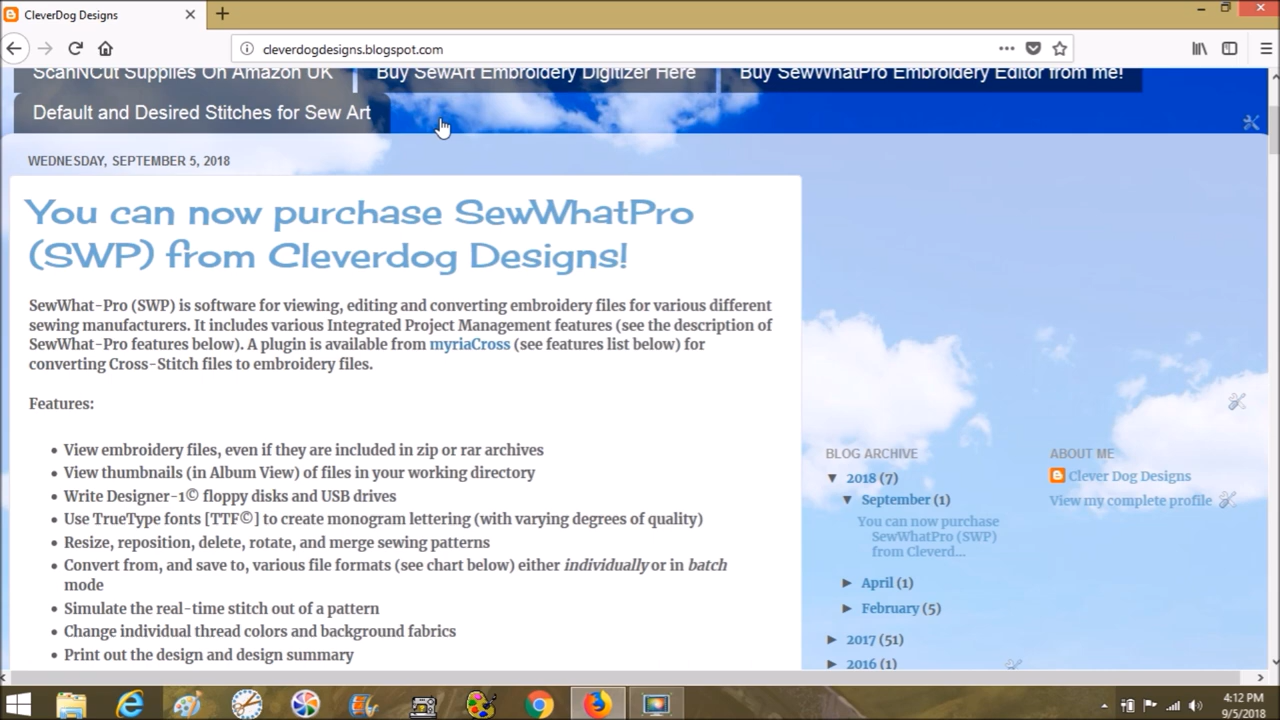 CleverDog Designs
cleverdogdesigns.blogspot.com
ScanNCut Supplies On Amazon UK
Buy SewArt Embroidery Digitizer Here
Buy SewWhatPro Embroidery Editor from me!
Default and Desired Stitches for Sew Art
WEDNESDAY, SEPTEMBER 5, 2018
You can now purchase SewWhatPro
(SWP) from Cleverdog Designs!
SewWhat-Pro (SWP) is software for viewing, editing and converting embroidery files for various different
sewing manufacturers. It includes various Integrated Project Management features (see the description of
SewWhat-Pro features below). A plugin is available from myriaCross (see features list below) for
converting Cross-Stitch files to embroidery files.
Features:
• View embroidery files, even if they are included in zip or rar archives
• View thumbnails (in Album View) of files in your working directory
• Write Designer-1© floppy disks and USB drives
• Use TrueType fonts [TTF©] to create monogram lettering (with varying degrees of quality)
• Resize, reposition, delete, rotate, and merge sewing patterns
• Convert from, and save to, various file formats (see chart below) either individually or in batch
mode
• Simulate the real-time stitch out of a pattern
• Change individual thread colors and background fabrics
• Print out the design and design summary
BLOG ARCHIVE
▼ 2018 (7)
▼ September (1)
You can now purchase
SewWhatPro (SWP)
from Cleverd...
► April (1)
► February (5)
► 2017 (51)
► 2016 (1)
ABOUT ME
Clever Dog Designs
View my complete profile
4:12 PM
9/5/2018